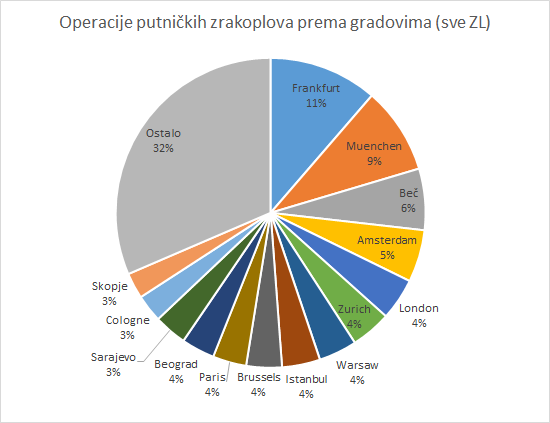 Operacije putničkih zrakoplova prema gradovima (sve ZL)
Frankfurt
11%
Muenchen
9%
Beč
6%
Amsterdam
5%
London
4%
Zurich
4%
Warsaw
4%
Istanbul
4%
Brussels
4%
Paris
4%
Beograd
4%
Sarajevo
3%
Cologne
3%
Skopje
3%
Ostalo
32%